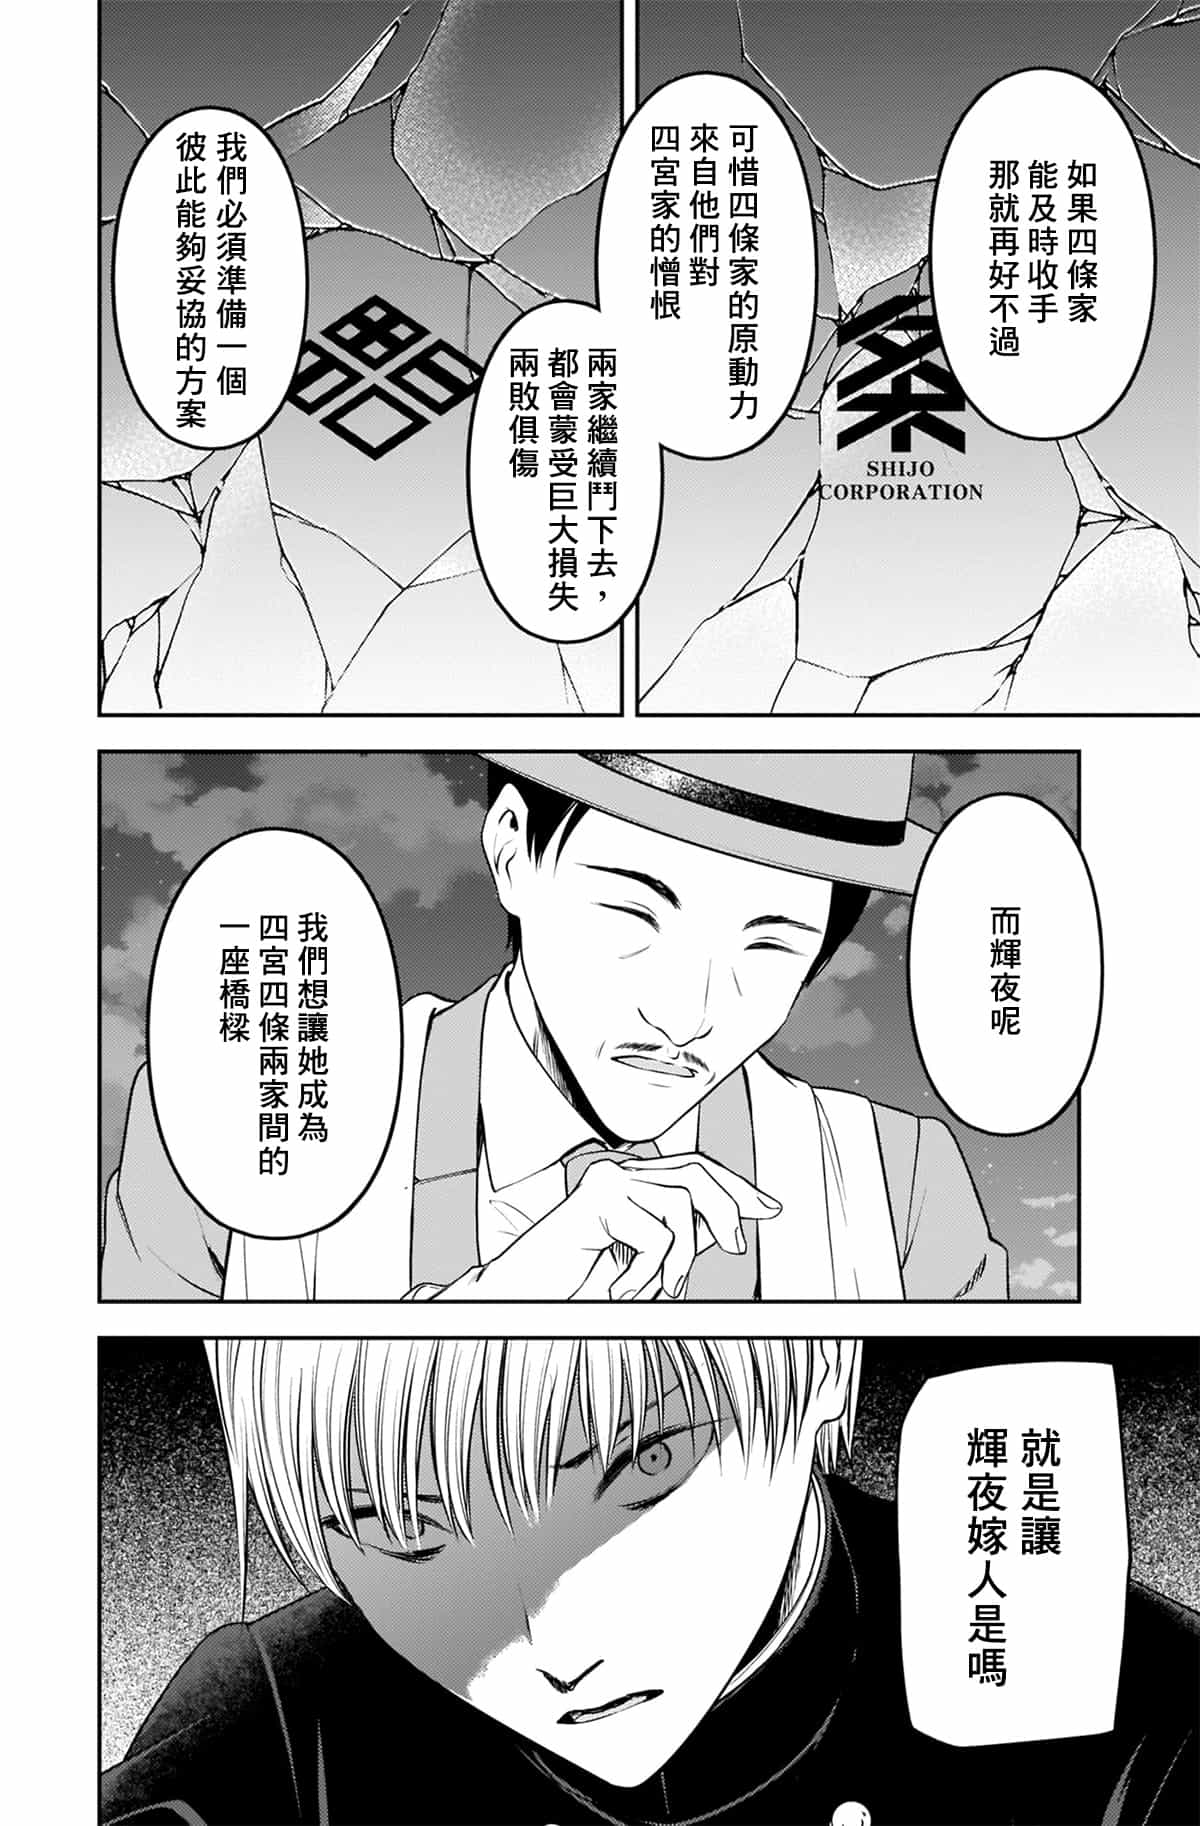 如果四條家
能及時收手
那就再好不過
可惜四條家的原動力
來自他們對
四宮家的憎恨
SHIJO
CORPORATION
兩家繼續鬥下去，
都會蒙受巨大損失
兩敗俱傷
我們必須準備一個
彼此能夠妥協的方案
而輝夜呢
我們想讓她成為
四宮四條兩家間的
一座橋樑
就是讓
輝夜嫁人是嗎